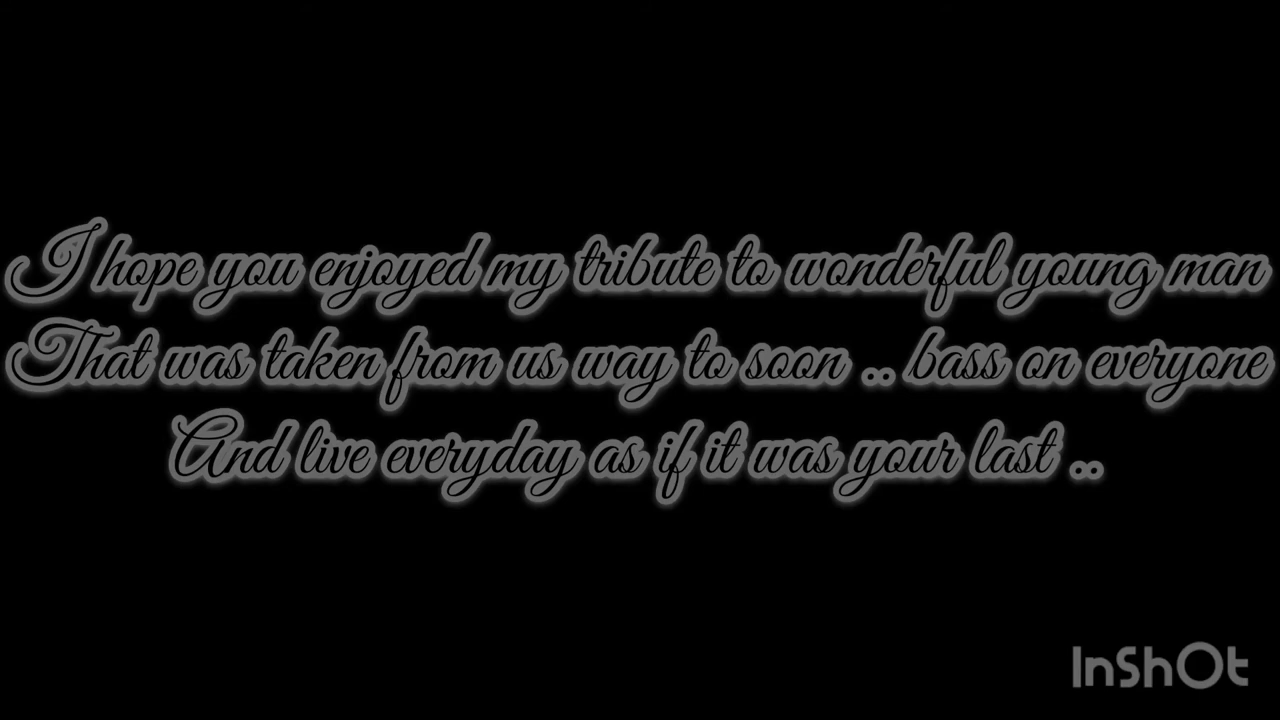 I hope you enjoyed my tribute to wonderful young man
That was taken from us way to soon .. bass on everyone
And live everyday as if it was your last ..
InShOt